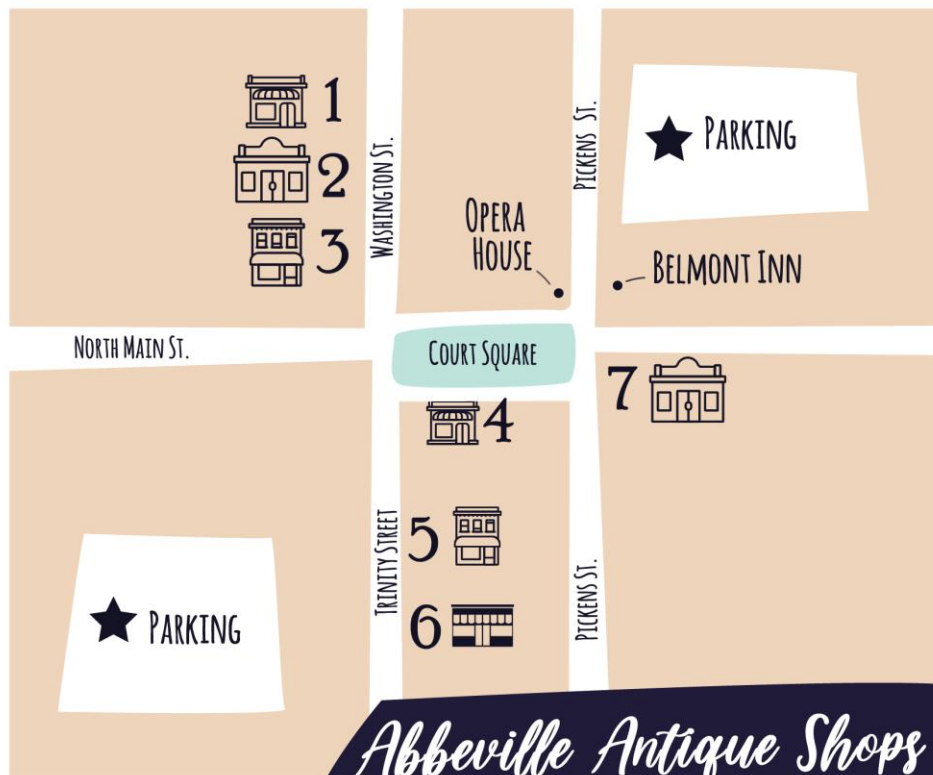 1
2
3
WASHINGTON ST.
PICKENS ST.
PARKING
OPERA
HOUSE
BELMONT INN
NORTH MAIN ST.
COURT SQUARE
4
7
TRINITY STREET
5
6
PICKENS ST.
PARKING
Abbeville Antique Shops